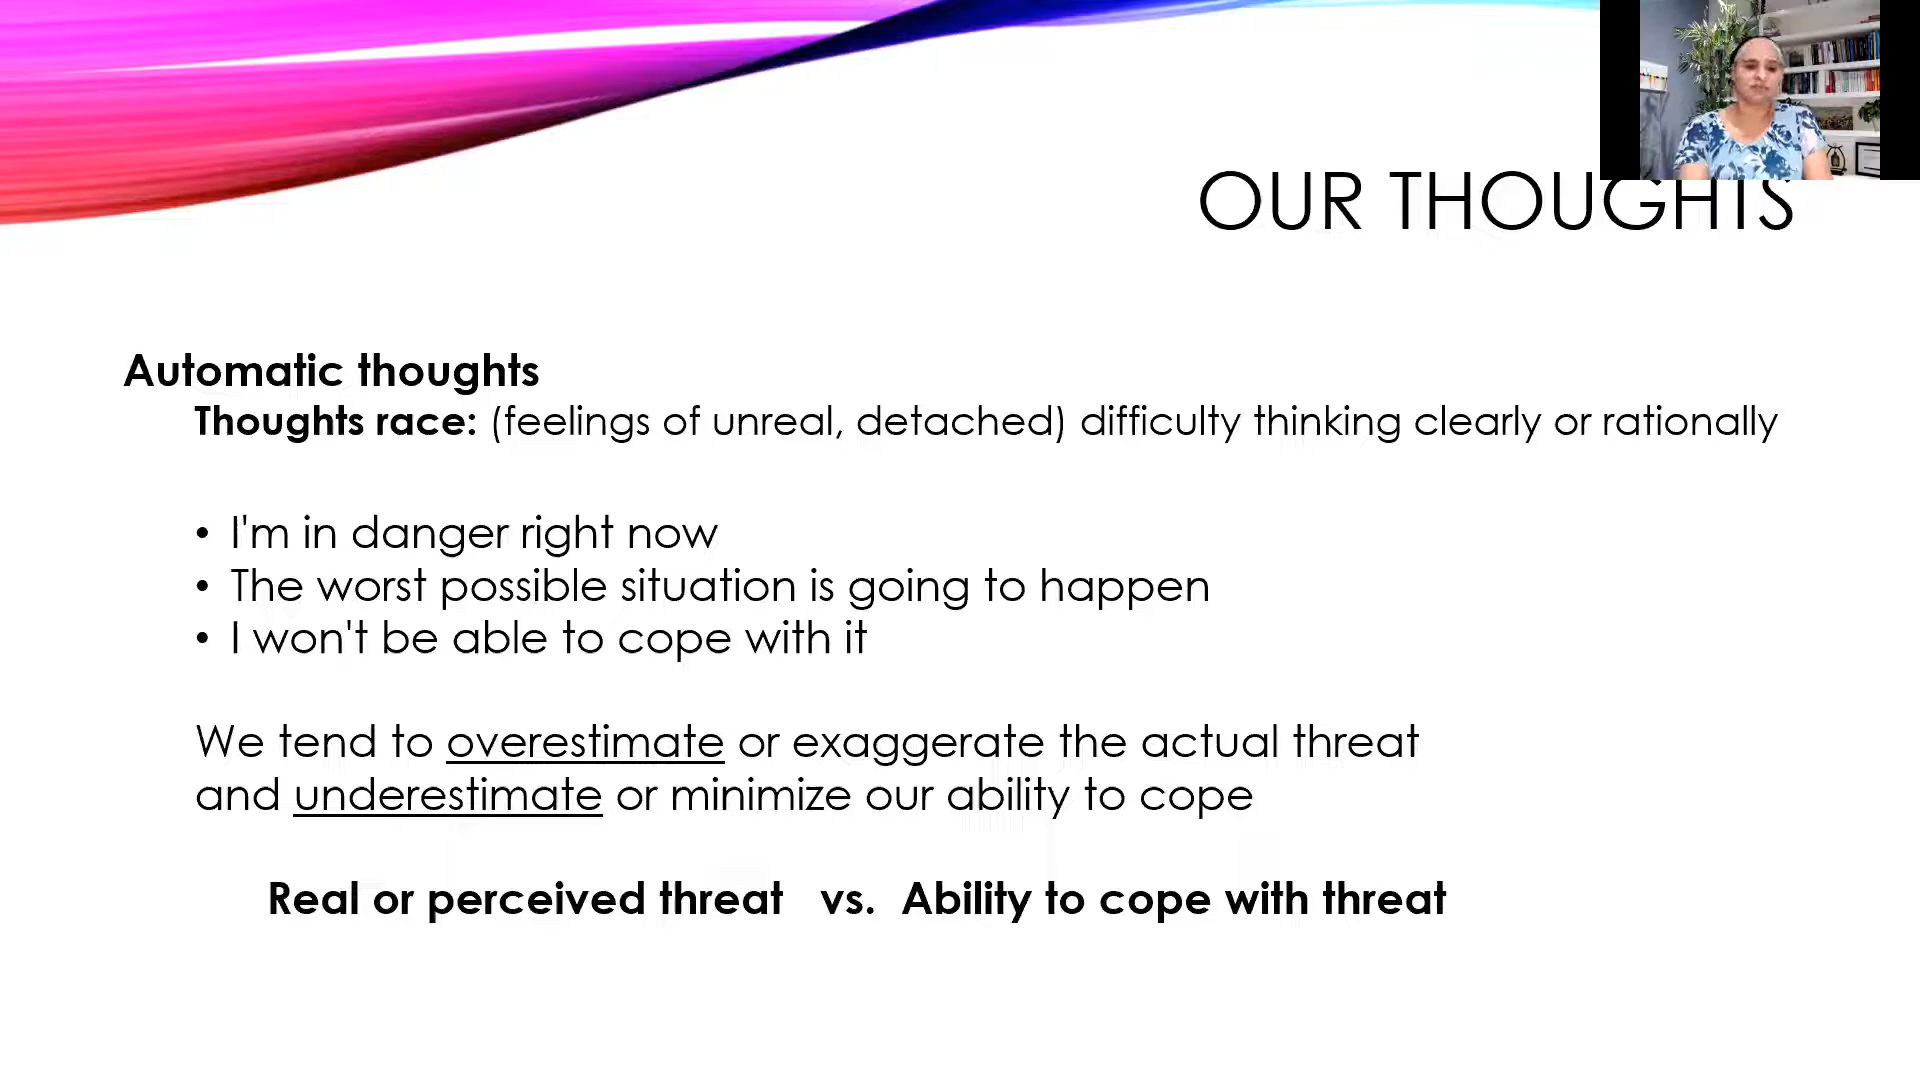 OUR THOUGHTS
Automatic thoughts
Thoughts race: (feelings of unreal, detached) difficulty thinking clearly or rationally
• I'm in danger right now
• The worst possible situation is going to happen
• I won't be able to cope with it
We tend to overestimate or exaggerate the actual threat
and underestimate or minimize our ability to cope
Real or perceived threat vs. Ability to cope with threat